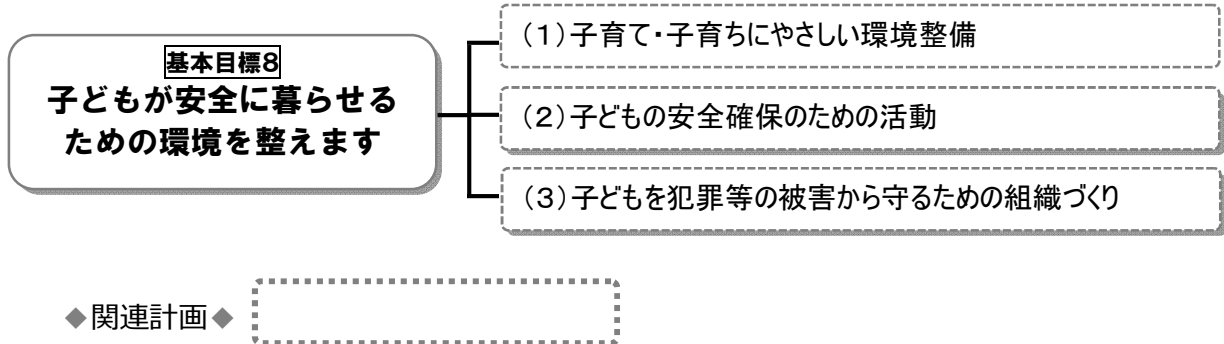 基本目標8
子どもが安全に暮らせる
ための環境を整えます
(1)子育て・子育ちにやさしい環境整備
(2)子どもの安全確保のための活動
(3)子どもを犯罪等の被害から守るための組織づくり
◆関連計画◆